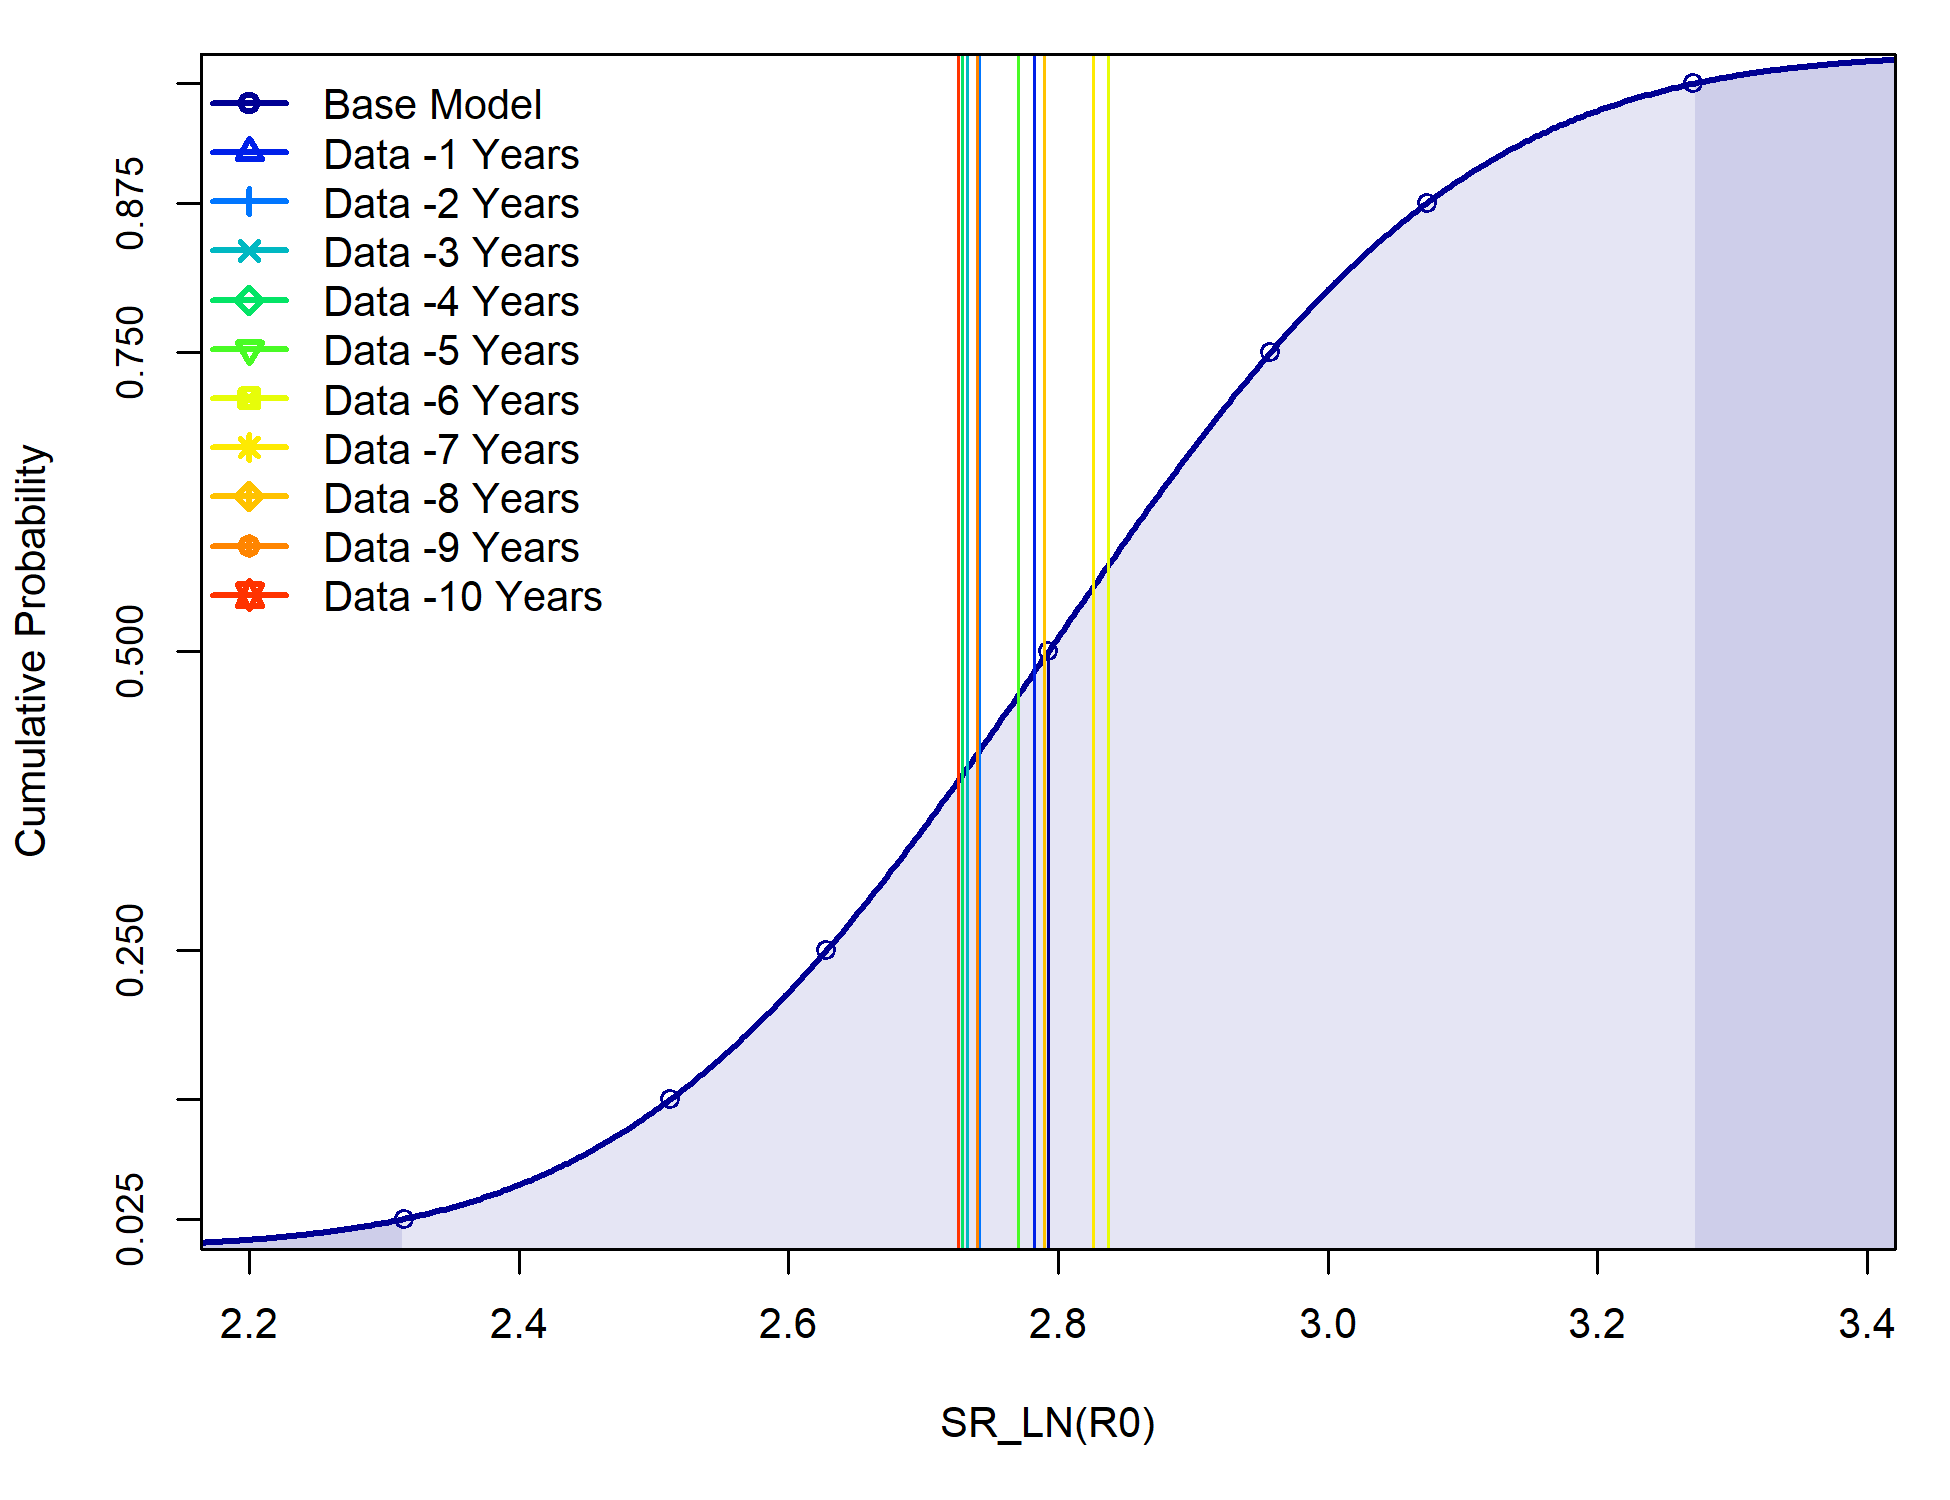 Base Model
Data -1 Years
Data -2 Years
Data -3 Years
Data -4 Years
Data -5 Years
Data -6 Years
Data -7 Years
Data -8 Years
Data -9 Years
Data -10 Years
Cumulative Probability
0.875
0.750
0.500
0.250
0.025
2.2 2.4 2.6 2.8 3.0 3.2 3.4
SR_LN(R0)